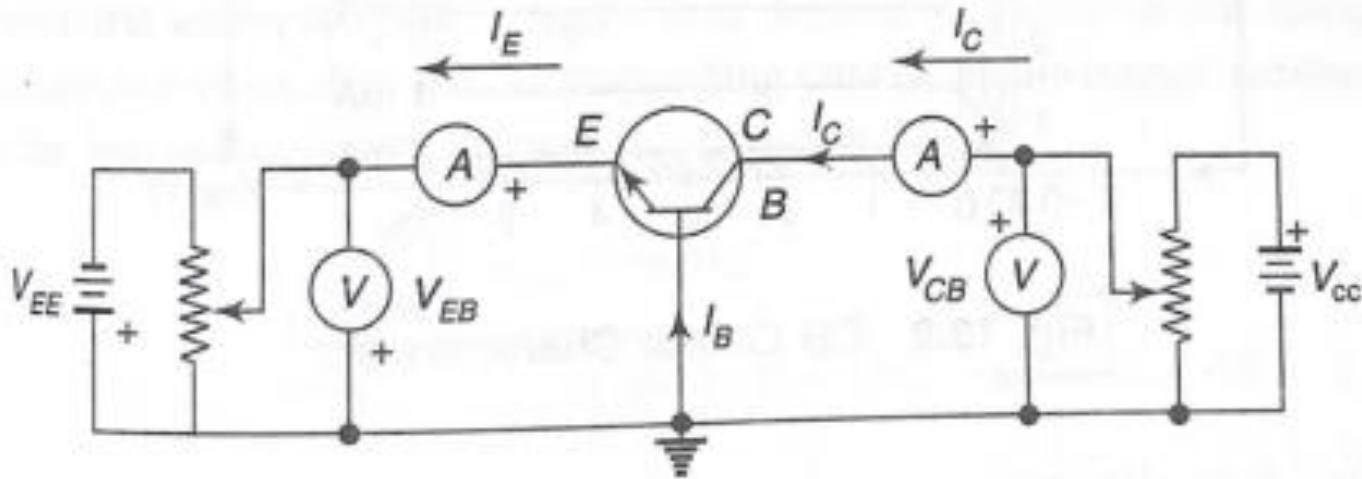 I_E I_C
E C I_C
A + B A +
V_EE + V V_EB + I_B + V_CB V + V_cc